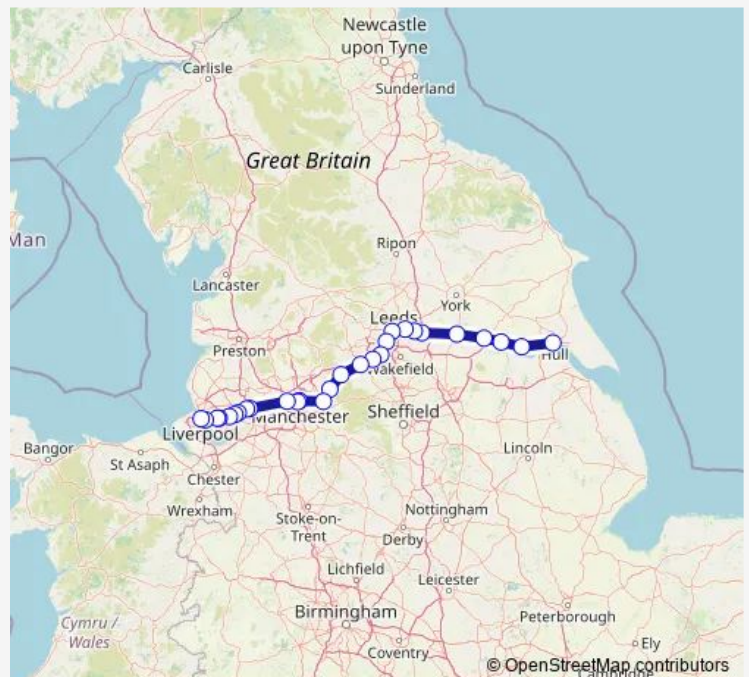 Newcastle
upon Tyne
Carlisle
Sunderland
Great Britain
Man
Ripon
Lancaster
York
Leeds
Preston
Hull
Wakefield
Manchester
Sheffield
Liverpool
Bangor
St Asaph
Chester
Lincoln
Wrexham
Stoke-on-
Trent
Nottingham
Derby
Lichfield
Leicester
Birmingham
Peterborough
Cymru /
Wales
Coventry
Ely
© OpenStreetMap contributors